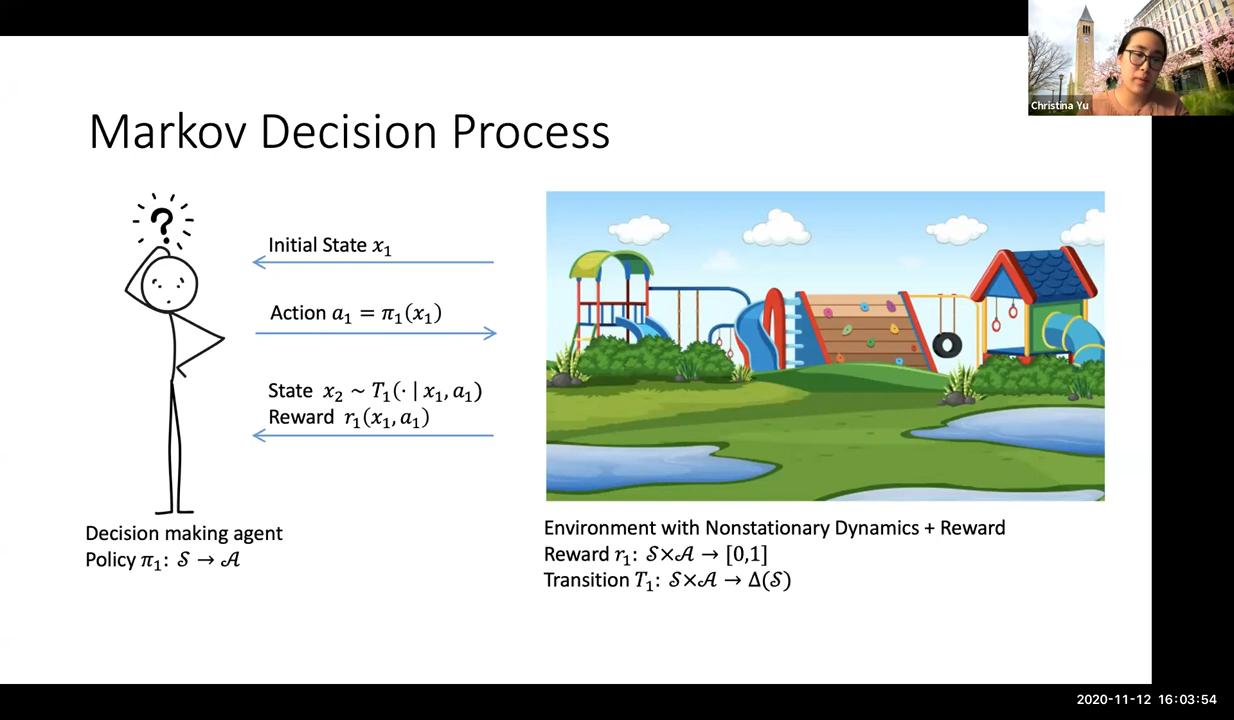 Christina Yu
Markov Decision Process
?
Initial State x₁
Action a₁ = π₁(x₁)
State x₂ ~ T₁(· | x₁, a₁)
Reward r₁(x₁, a₁)
Decision making agent
Policy π₁: 𝒮 → 𝒜
Environment with Nonstationary Dynamics + Reward
Reward r₁: 𝒮×𝒜 → [0,1]
Transition T₁: 𝒮×𝒜 → Δ(𝒮)
2020-11-12 16:03:54